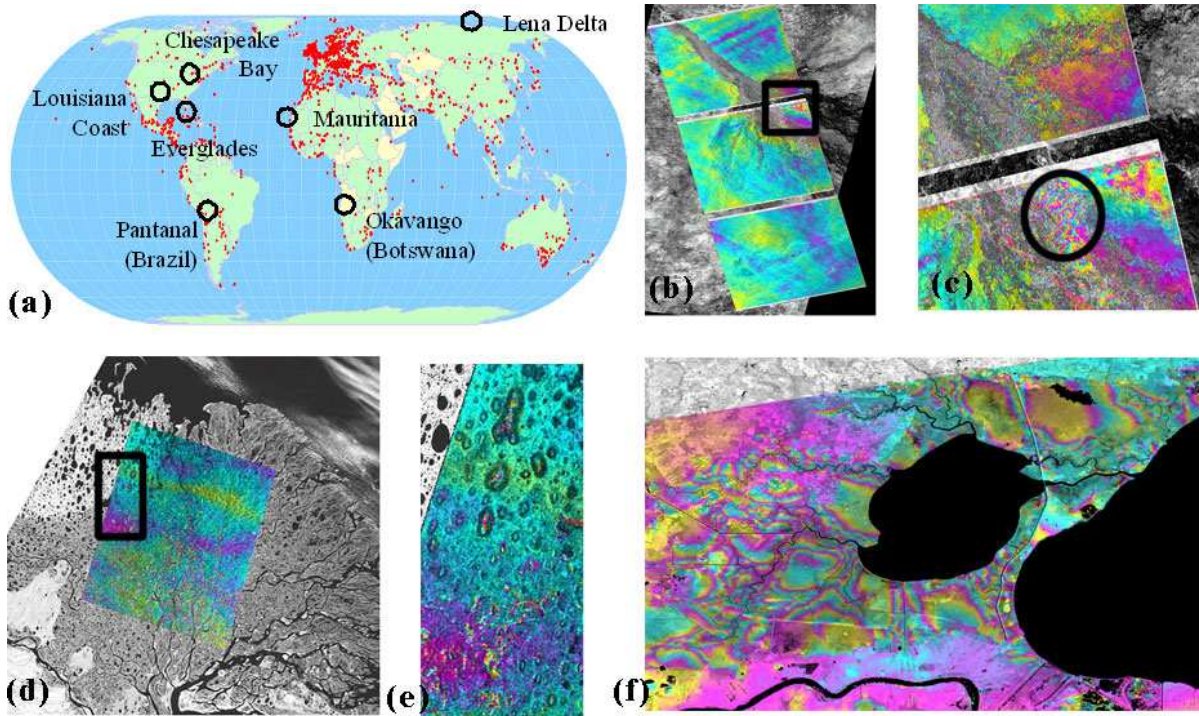 (a)
Lena Delta
Chesapeake
Bay
Louisiana
Coast
Everglades
Mauritania
Pantanal
(Brazil)
Okavango
(Botswana)
(b)
(c)
(d)
(e)
(f)